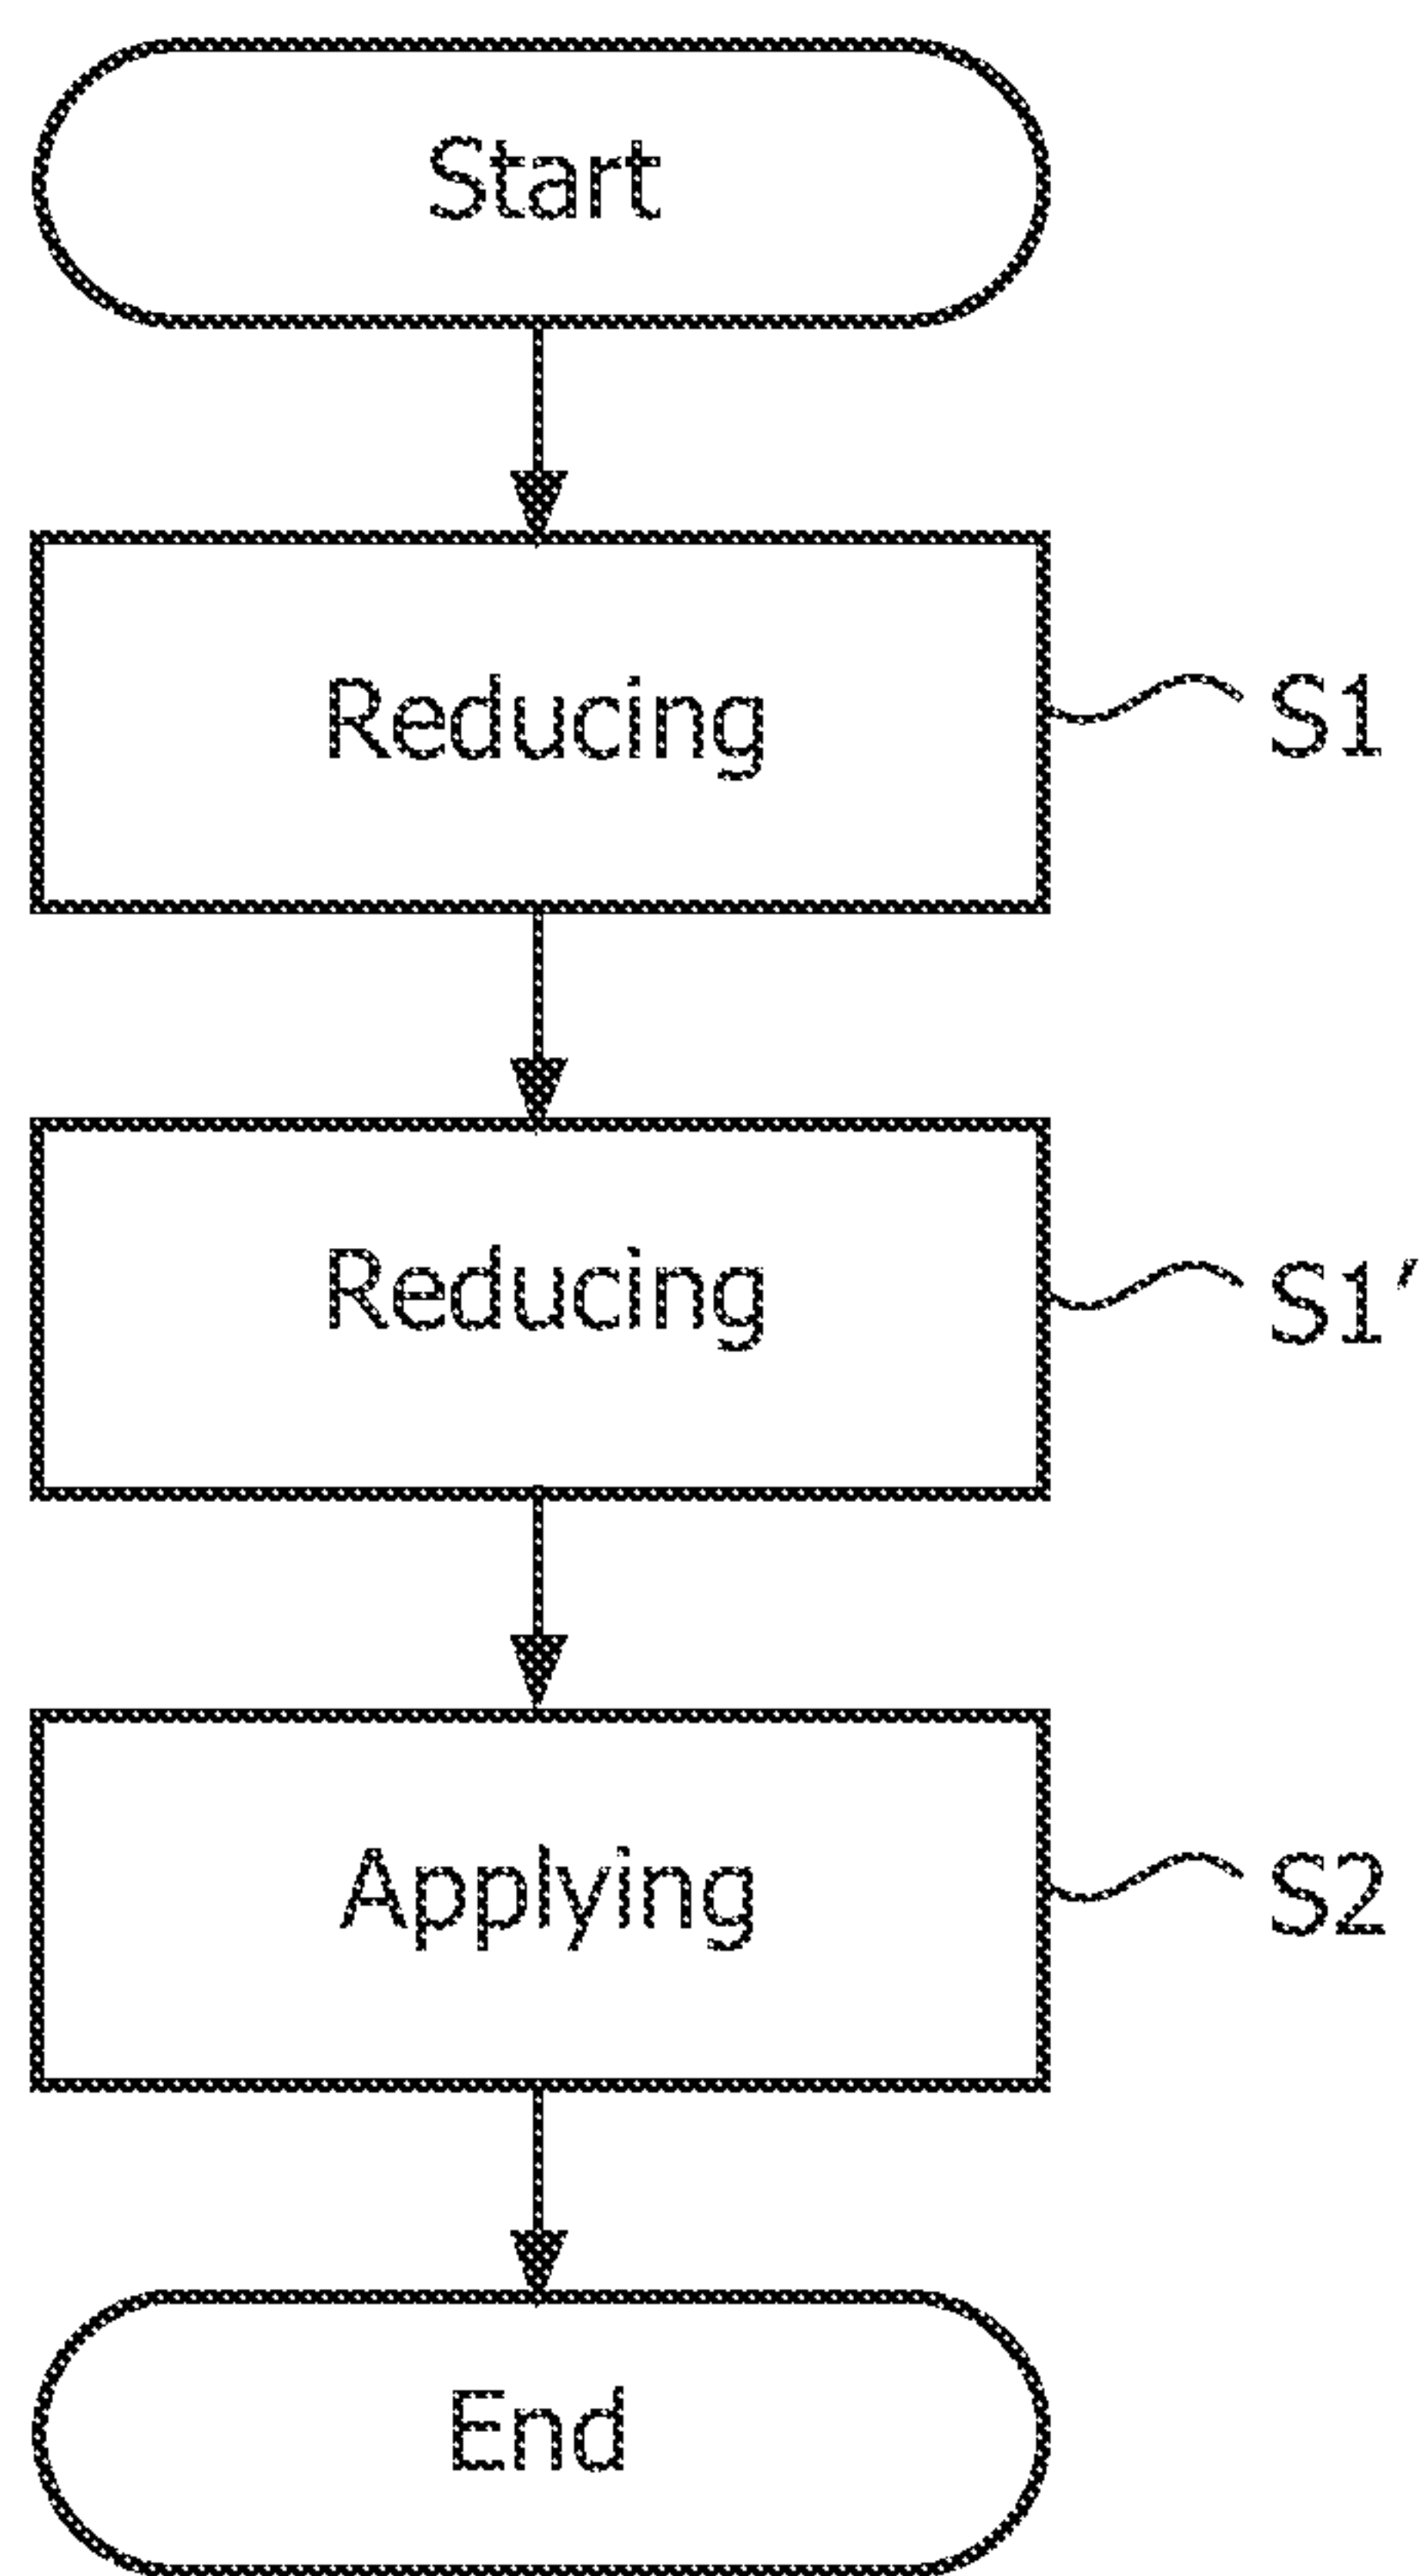 Start
Reducing S1
Reducing S1'
Applying S2
End